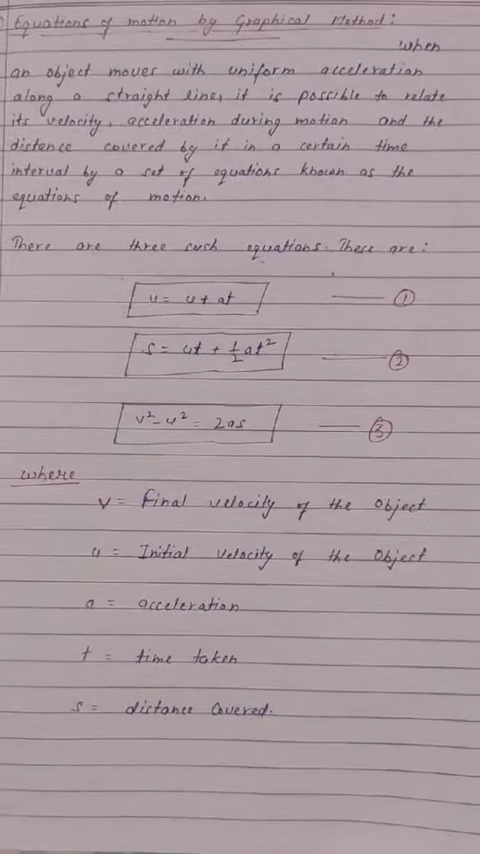 Equations of motion by Graphical Method:
when
an object moves with uniform acceleration
along a straight line, it is possible to relate
its velocity, acceleration during motion and the
distance covered by it in a certain time
interval by a set of equations known as the
equations of motion.
There are three such equations. These are:
v = u + at —— ①
s = ut + ½at² —— ②
v² - u² = 2as —— ③
where
v = Final velocity of the Object
u = Initial velocity of the Object
a = acceleration
t = time taken
s = distance Covered.